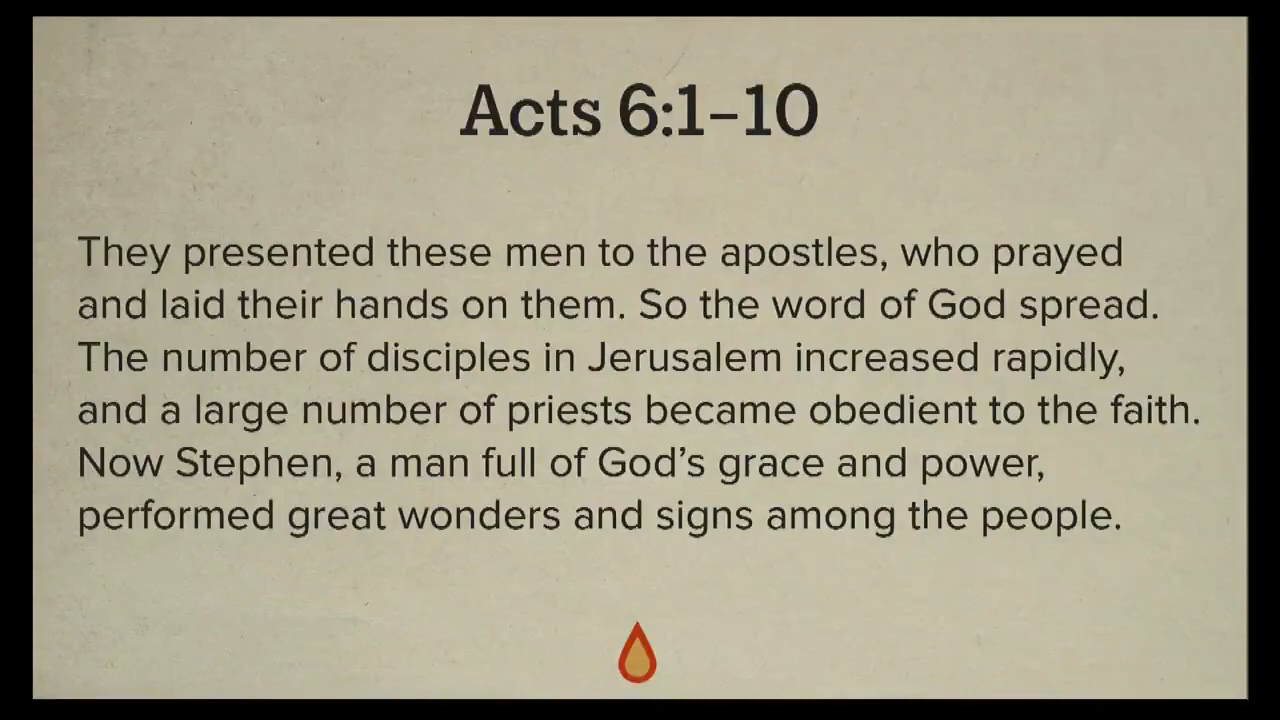 Acts 6:1–10
They presented these men to the apostles, who prayed
and laid their hands on them. So the word of God spread.
The number of disciples in Jerusalem increased rapidly,
and a large number of priests became obedient to the faith.
Now Stephen, a man full of God’s grace and power,
performed great wonders and signs among the people.